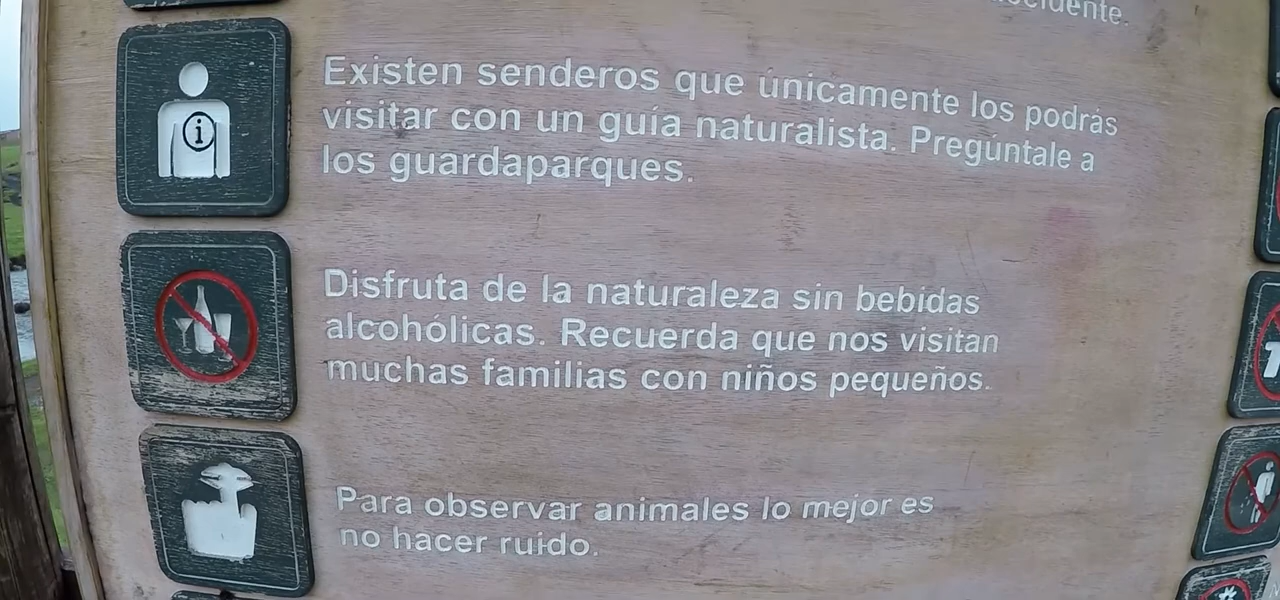 Existen senderos que únicamente los podrás
visitar con un guía naturalista. Pregúntale a
los guardaparques.
Disfruta de la naturaleza sin bebidas
alcohólicas. Recuerda que nos visitan
muchas familias con niños pequeños.
Para observar animales lo mejor es
no hacer ruido.